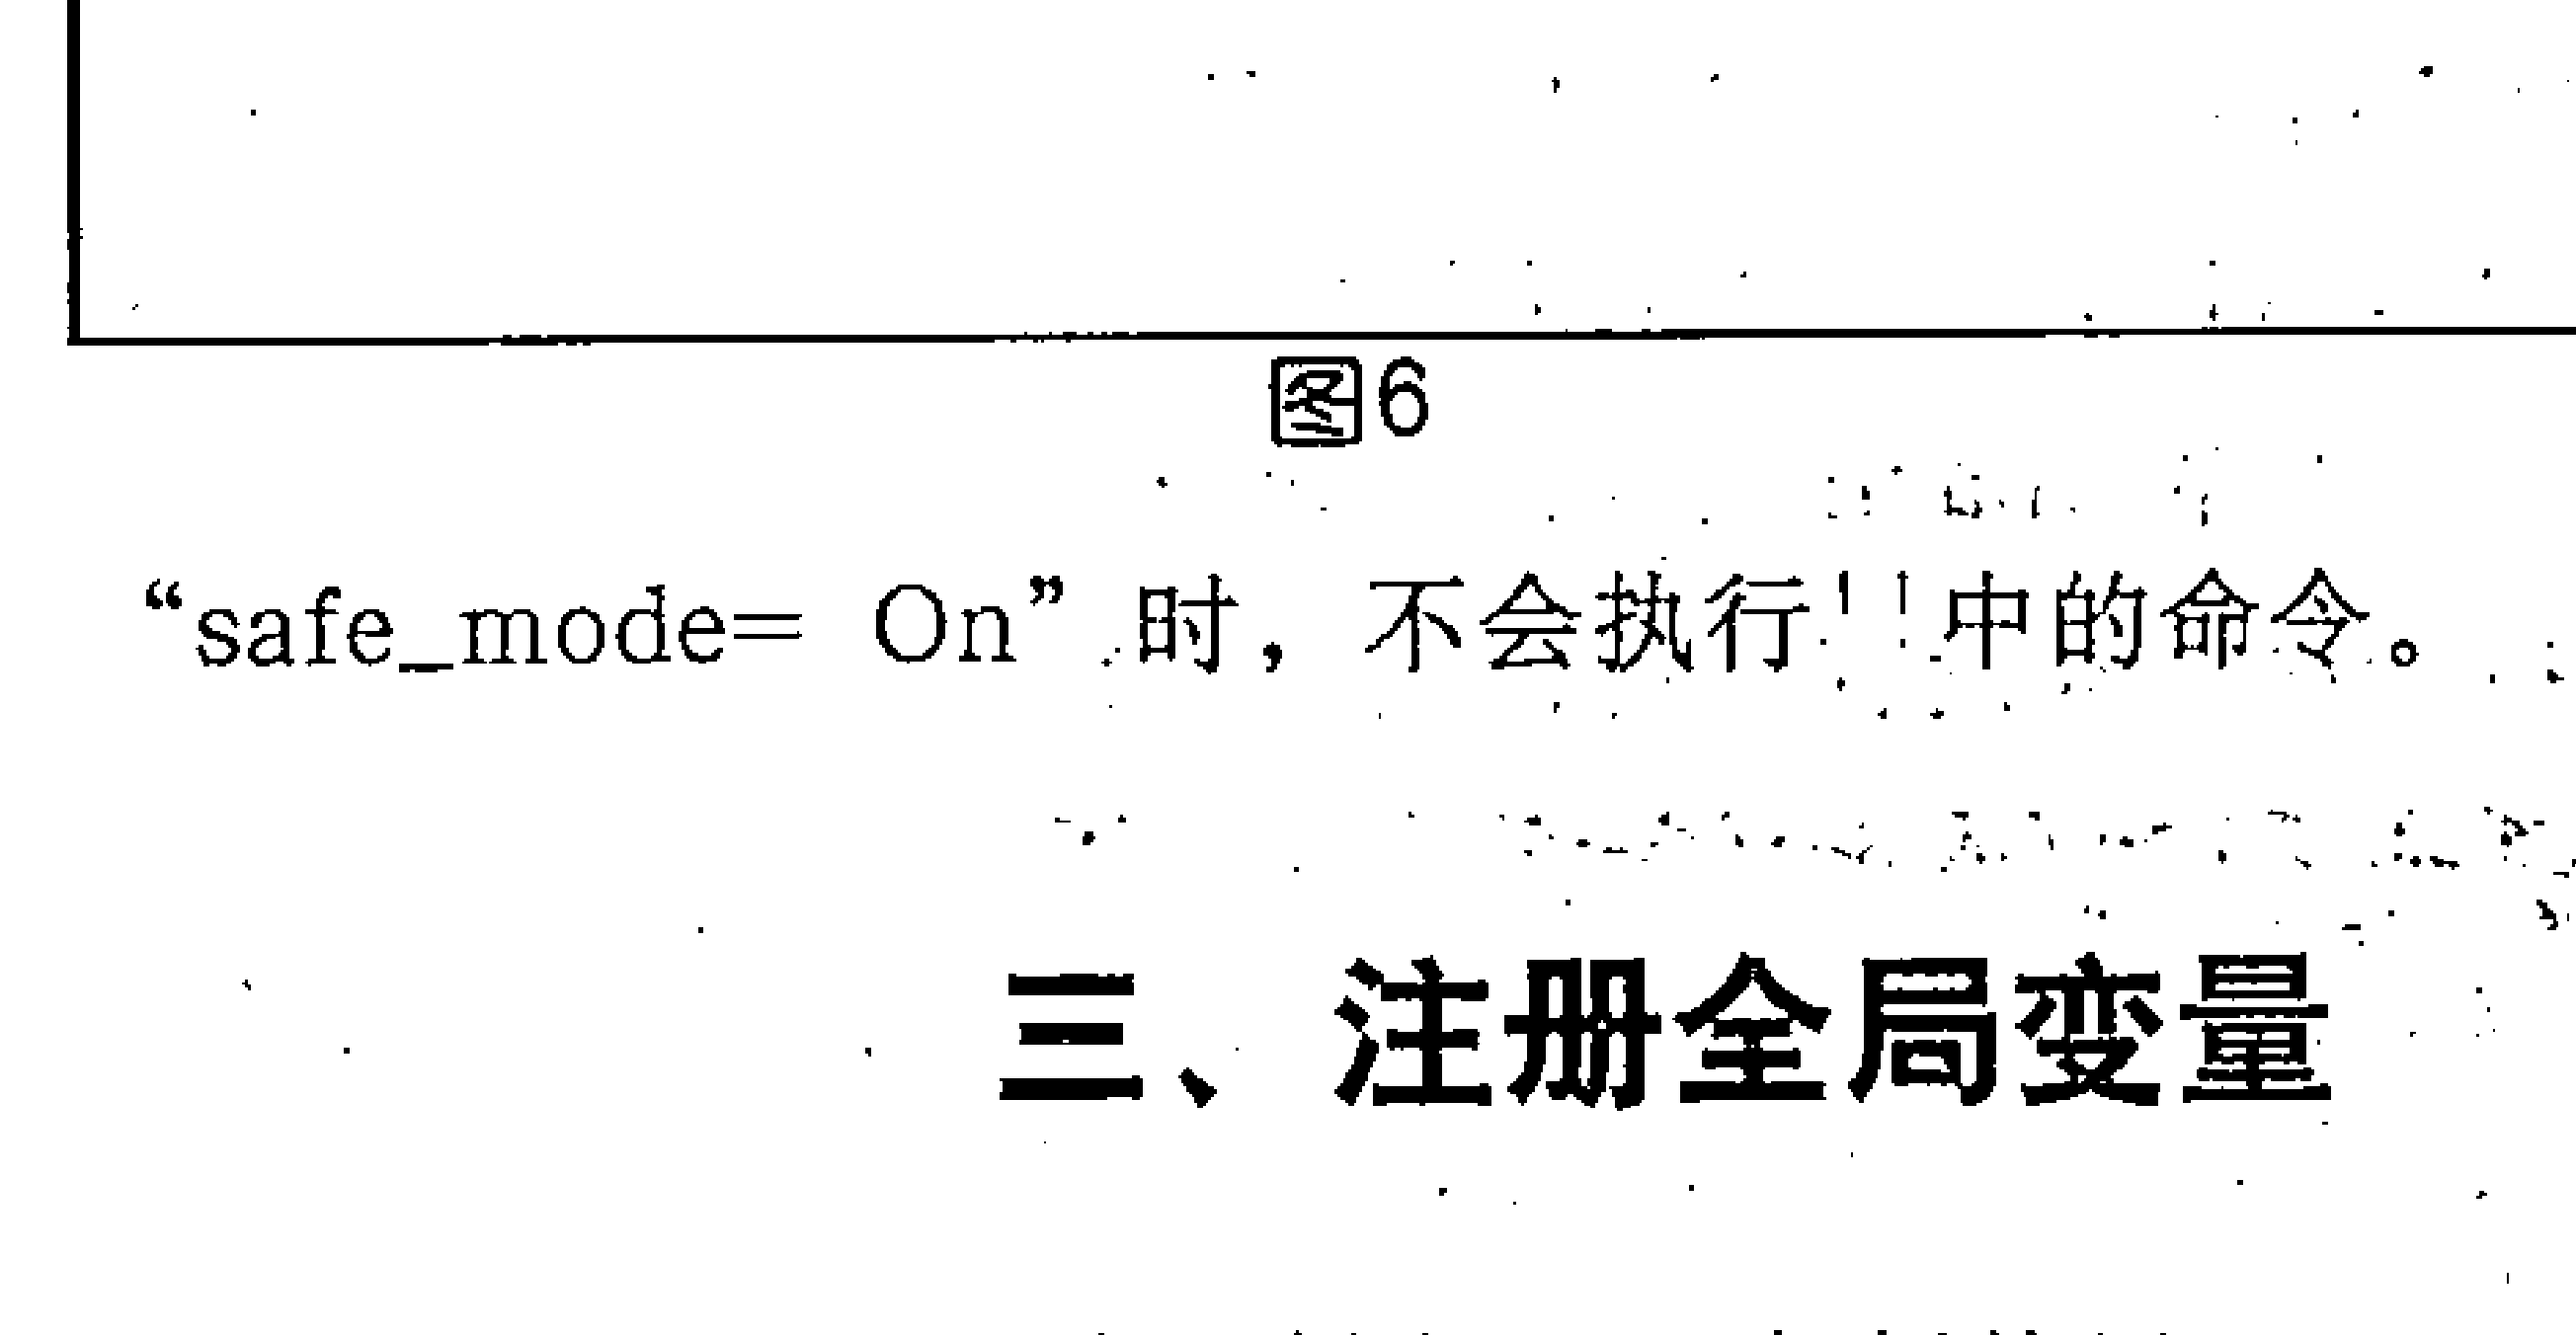 图6
“safe_mode= On” 时，不会执行' '中的命令。
三、注册全局变量